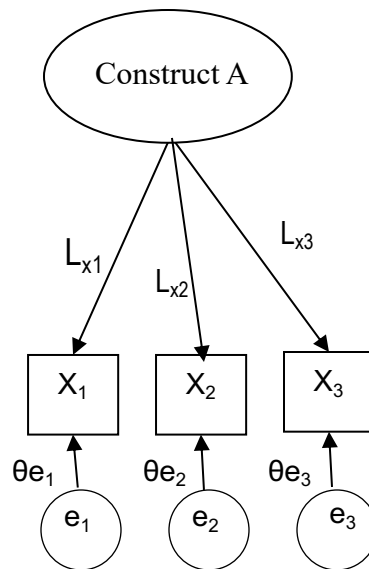 Construct A
Lx1
Lx2
Lx3
X1
X2
X3
θe1
θe2
θe3
e1
e2
e3